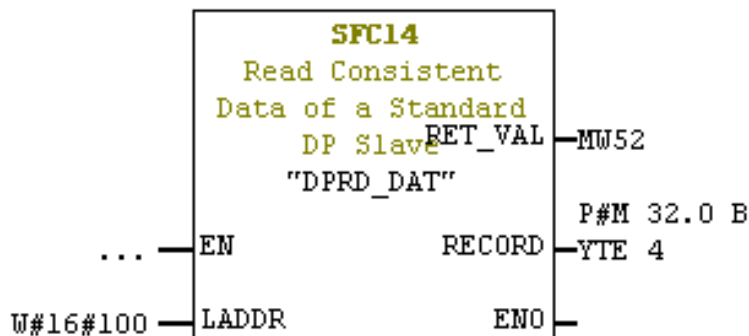 SFC14
Read Consistent
Data of a Standard
DP Slave
RET_VAL
MW52
"DPRD_DAT"
P#M 32.0 B
... EN
RECORD
YTE 4
W#16#100
LADDR
ENO